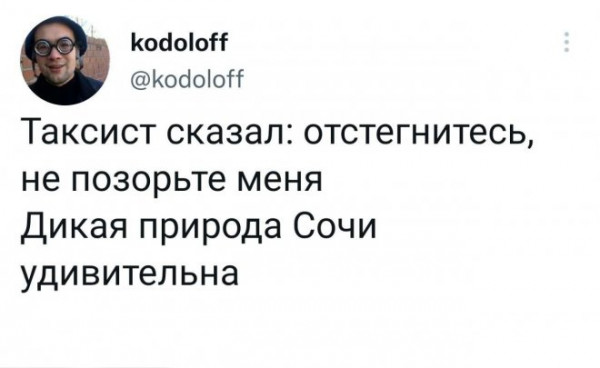 kodoloff
@kodoloff
Таксист сказал: отстегнитесь,
не позорьте меня
Дикая природа Сочи
удивительна